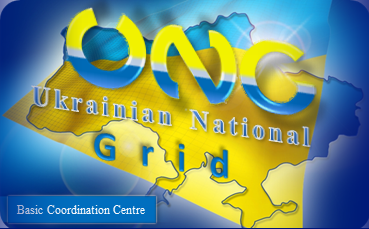 UNG
Ukrainian National
Grid
Basic Coordination Centre